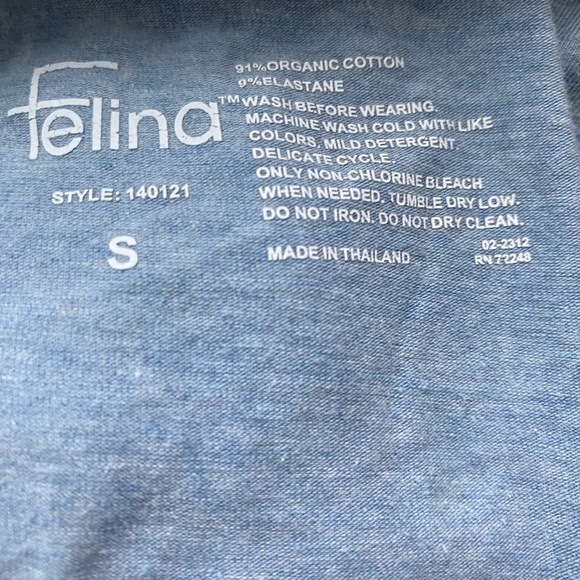 Felina™
STYLE: 140121
S
91% ORGANIC COTTON
9% ELASTANE
WASH BEFORE WEARING.
MACHINE WASH COLD WITH LIKE
COLORS. MILD DETERGENT.
DELICATE CYCLE.
ONLY NON-CHLORINE BLEACH
WHEN NEEDED. TUMBLE DRY LOW.
DO NOT IRON. DO NOT DRY CLEAN.
MADE IN THAILAND
02-2312
RN 72248